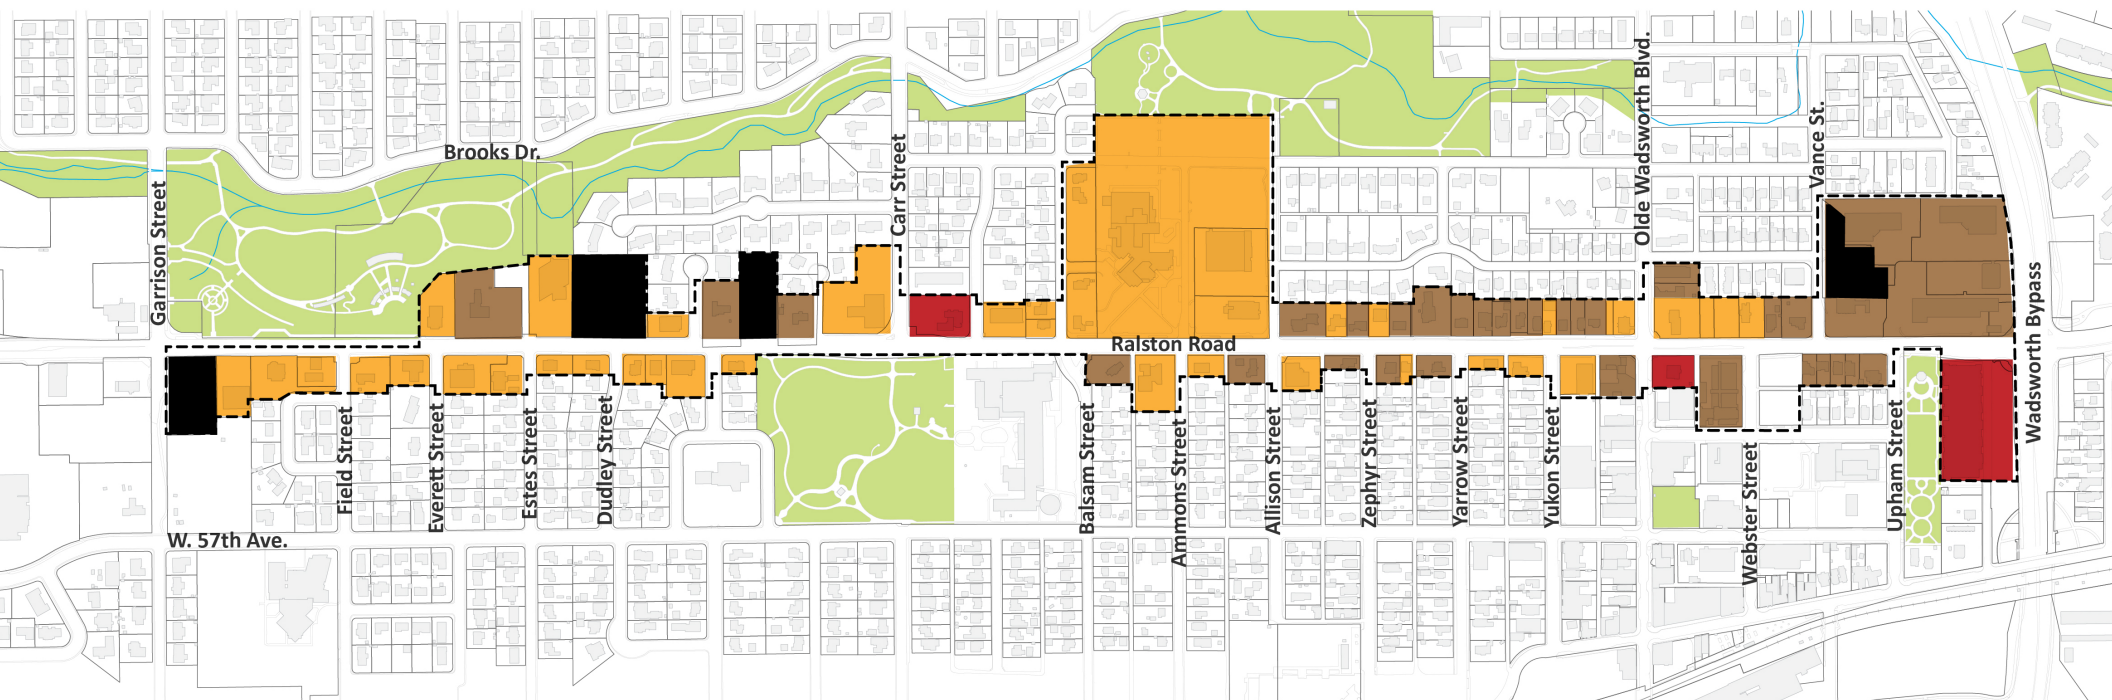 Brooks Dr.
Garrison Street
Carr Street
Olde Wadsworth Blvd.
Vance St.
Wadsworth Bypass
Ralston Road
Field Street
Everett Street
Estes Street
Dudley Street
Balsam Street
Ammons Street
Allison Street
Zephyr Street
Yarrow Street
Yukon Street
Webster Street
Upham Street
W. 57th Ave.